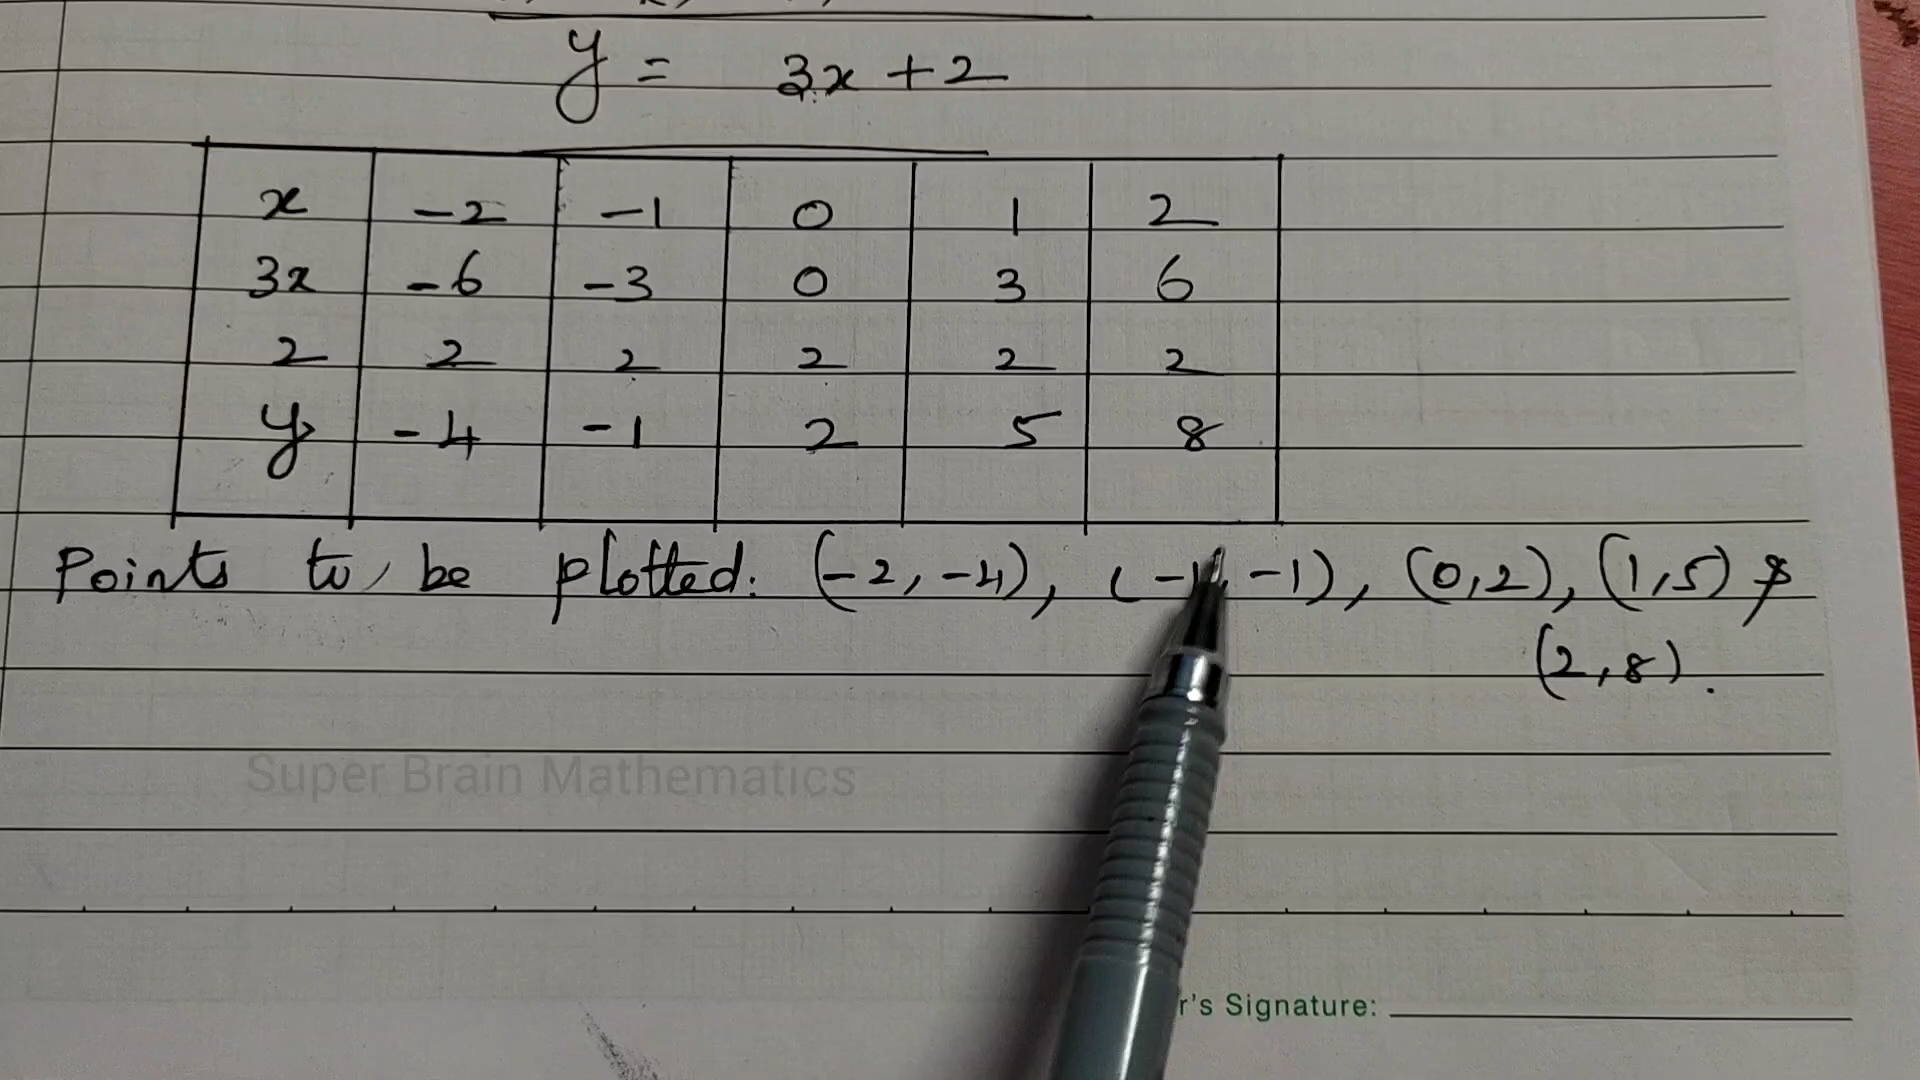 y = 3x + 2
x -2 -1 0 1 2
3x -6 -3 0 3 6
2 2 2 2 2 2
y -4 -1 2 5 8
Points to be plotted: (-2, -4), (-1, -1), (0, 2), (1, 5) &
(2, 8).
Super Brain Mathematics
r's Signature: